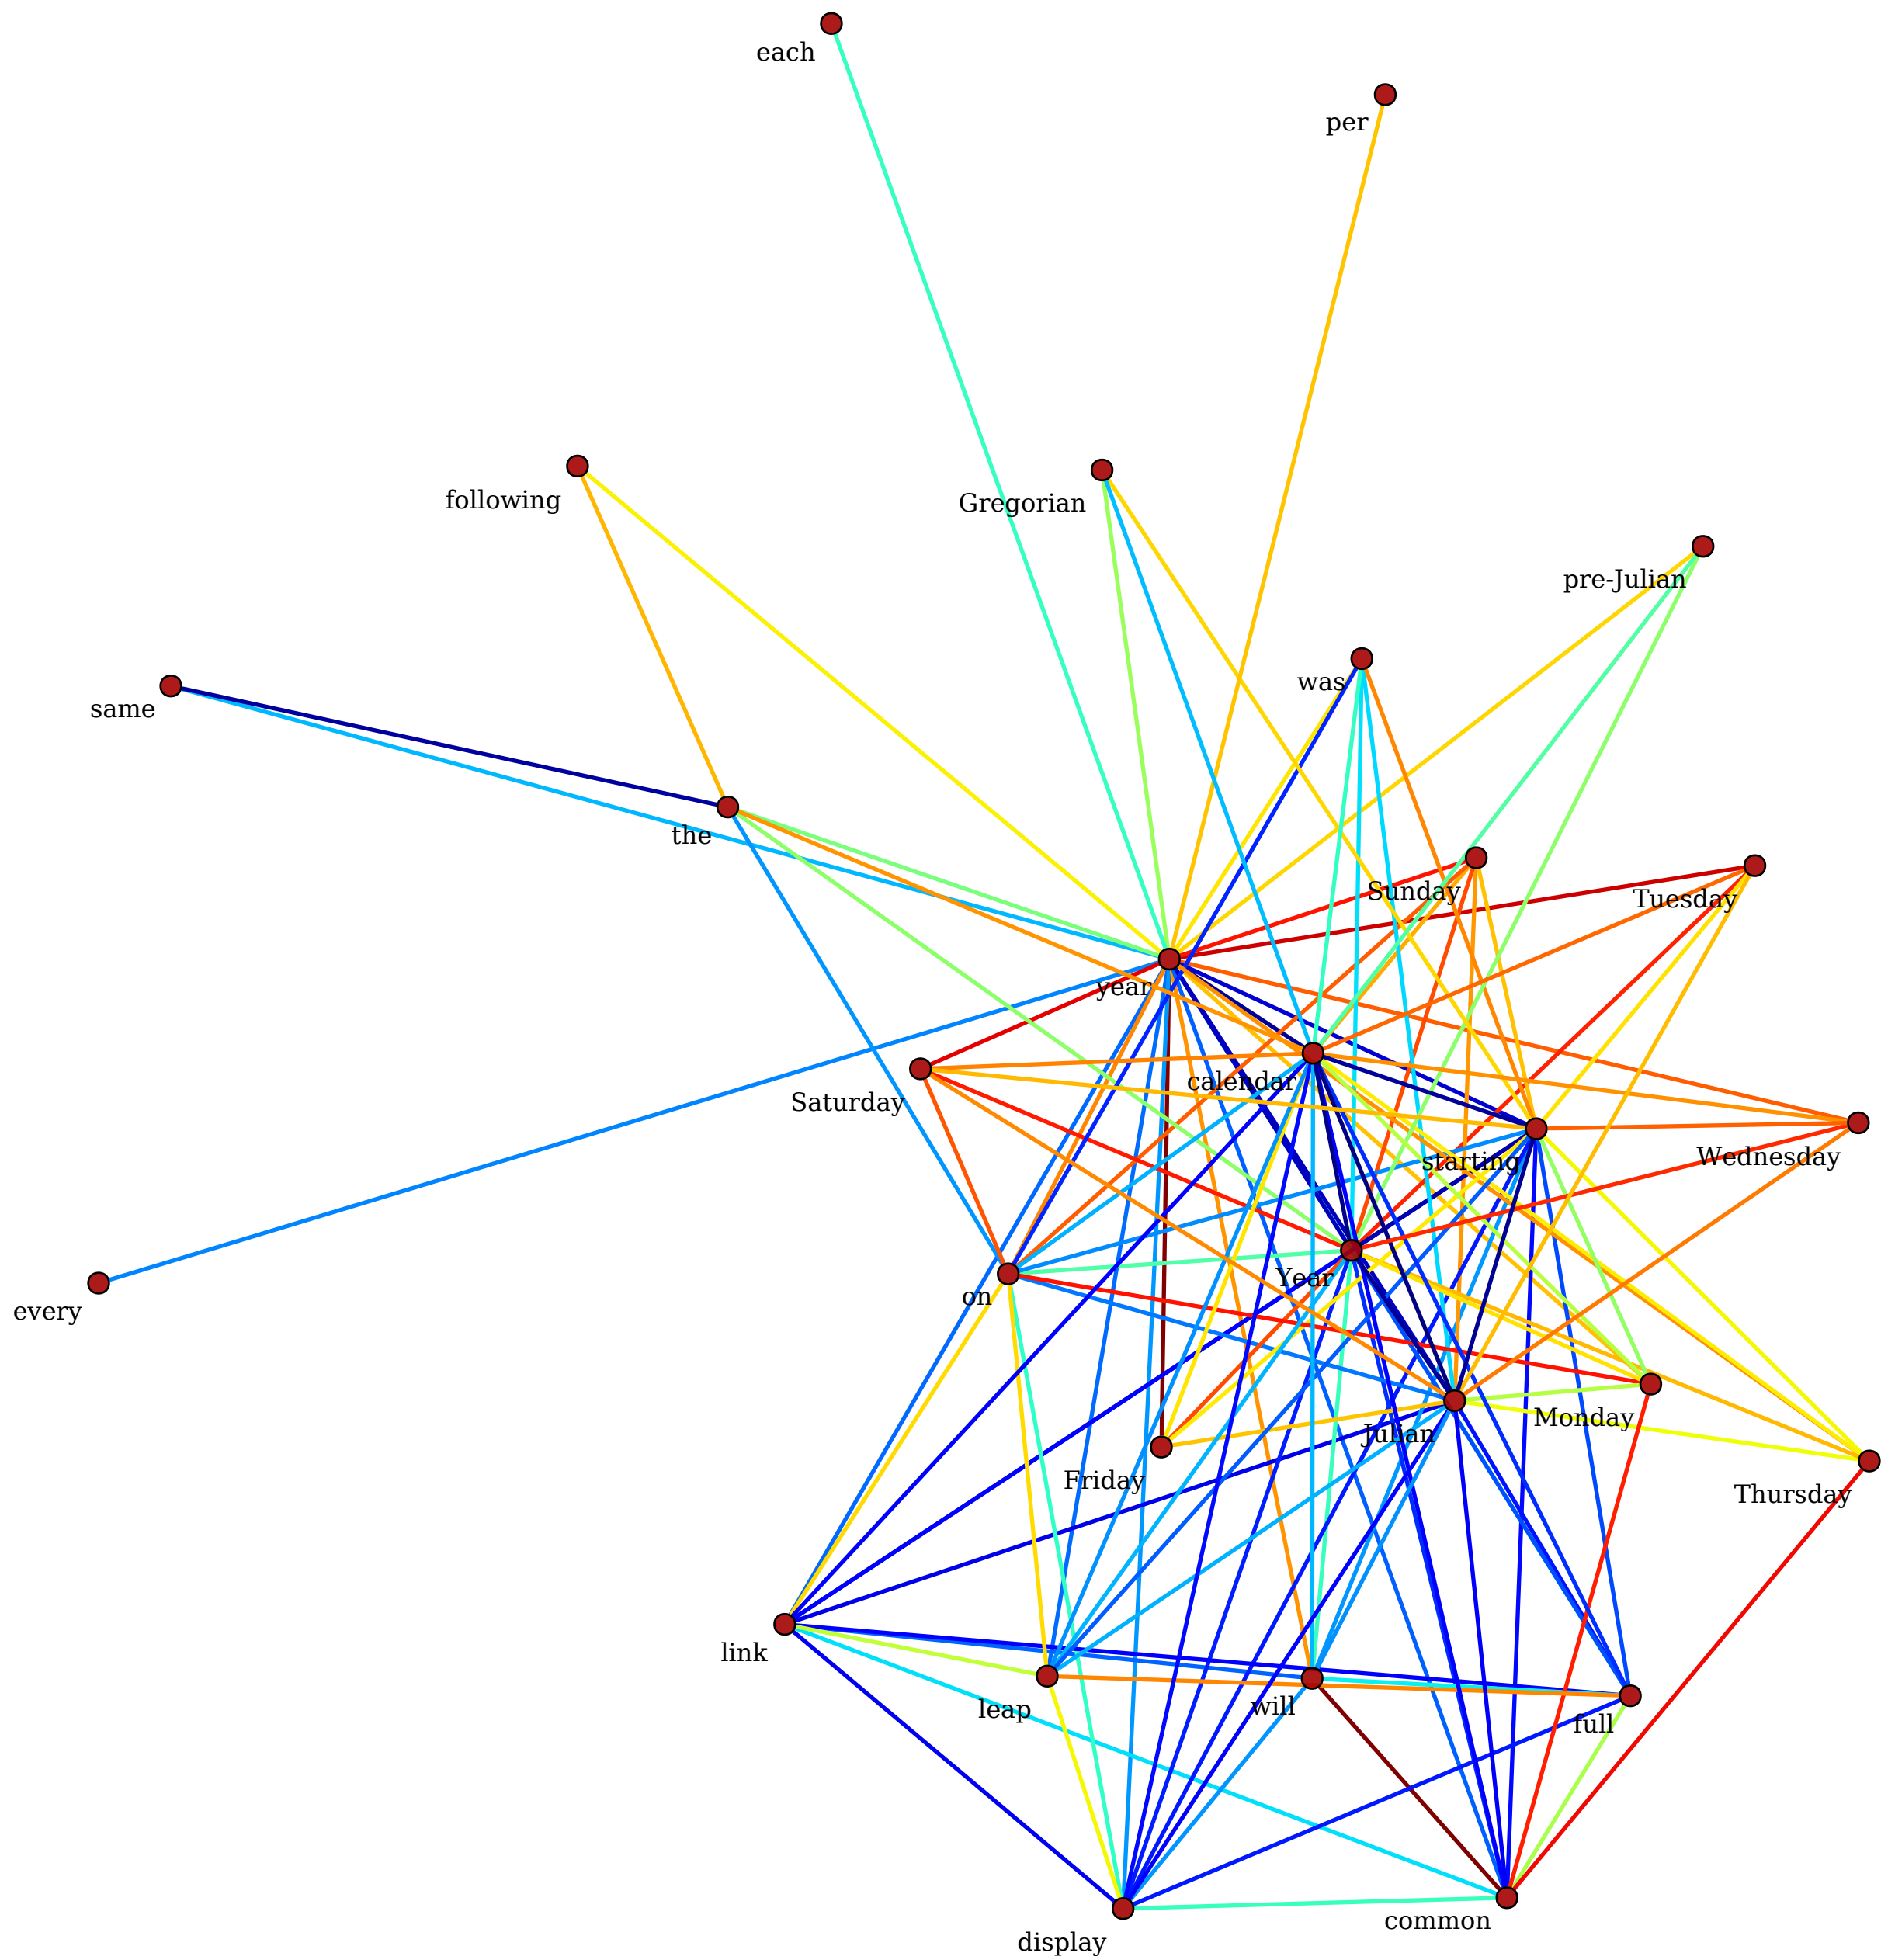 each
per
following
Gregorian
pre-Julian
was
same
the
Sunday
Tuesday
year
calendar
Saturday
starting
Wednesday
Year
on
every
Monday
Julian
Friday
Thursday
link
leap
will
full
common
display